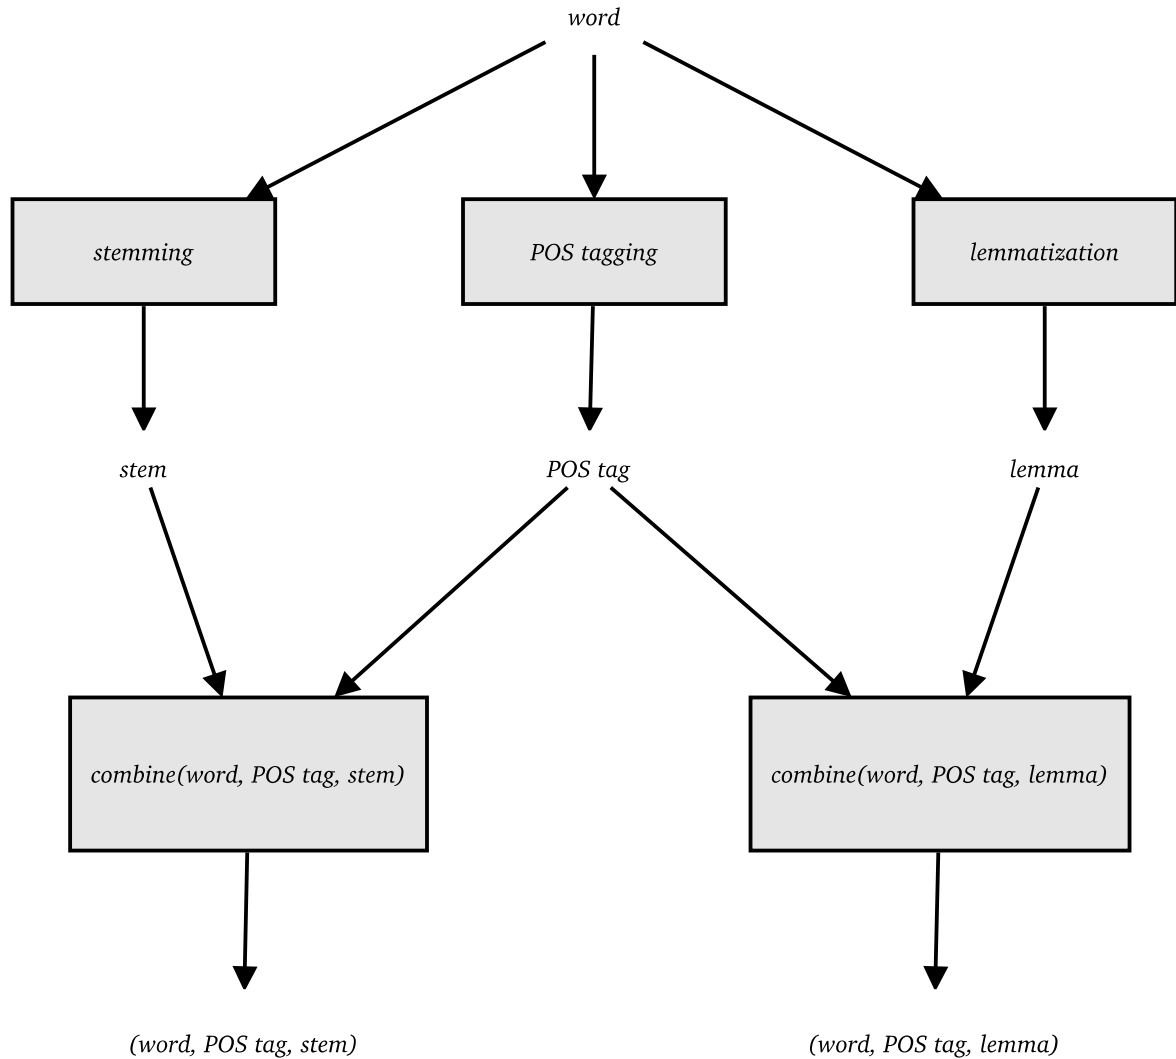 word
stemming
POS tagging
lemmatization
stem
POS tag
lemma
combine(word, POS tag, stem)
combine(word, POS tag, lemma)
(word, POS tag, stem)
(word, POS tag, lemma)